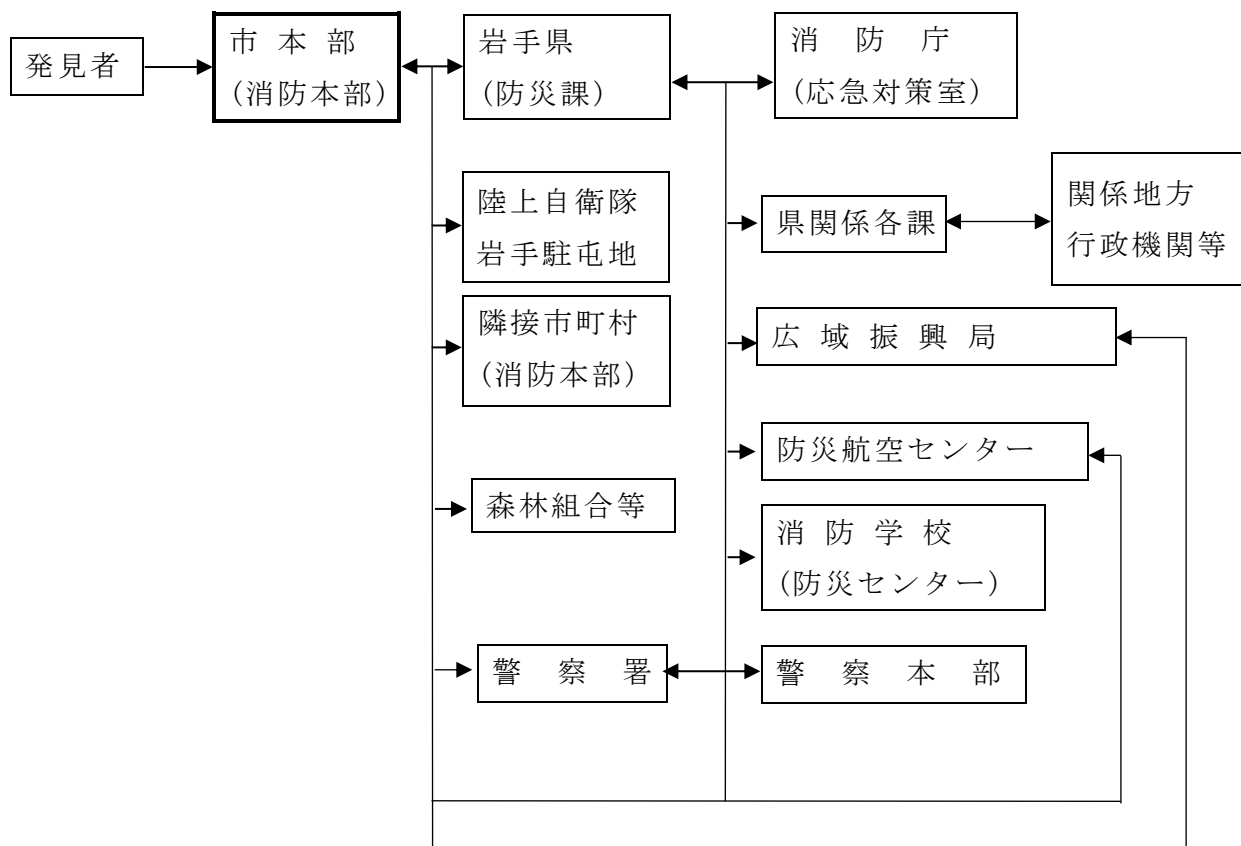 発見者
市本部
(消防本部)
岩手県
(防災課)
消防庁
(応急対策室)
陸上自衛隊
岩手駐屯地
県関係各課
関係地方
行政機関等
隣接市町村
(消防本部)
広域振興局
防災航空センター
森林組合等
消防学校
(防災センター)
警察署
警察本部